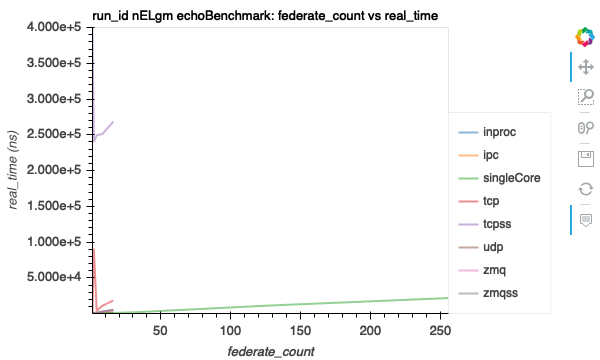 run_id nELgm echoBenchmark: federate_count vs real_time
4.000e+5
3.500e+5
3.000e+5
2.500e+5
2.000e+5
1.500e+5
1.000e+5
5.000e+4
real_time (ns)
50
100
150
200
250
federate_count
inproc
ipc
singleCore
tcp
tcpss
udp
zmq
zmqss